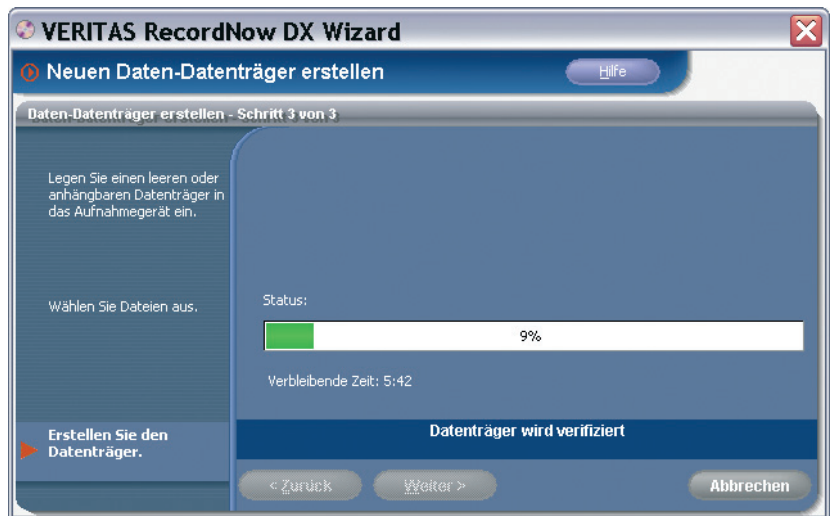 VERITAS RecordNow DX Wizard
Neuen Daten-Datenträger erstellen
Hilfe
Daten-Datenträger erstellen - Schritt 3 von 3
Legen Sie einen leeren oder
anhängbaren Datenträger in
das Aufnahmegerät ein.
Wählen Sie Dateien aus.
Erstellen Sie den
Datenträger.
Status:
9%
Verbleibende Zeit: 5:42
Datenträger wird verifiziert
< Zurück
Weiter >
Abbrechen